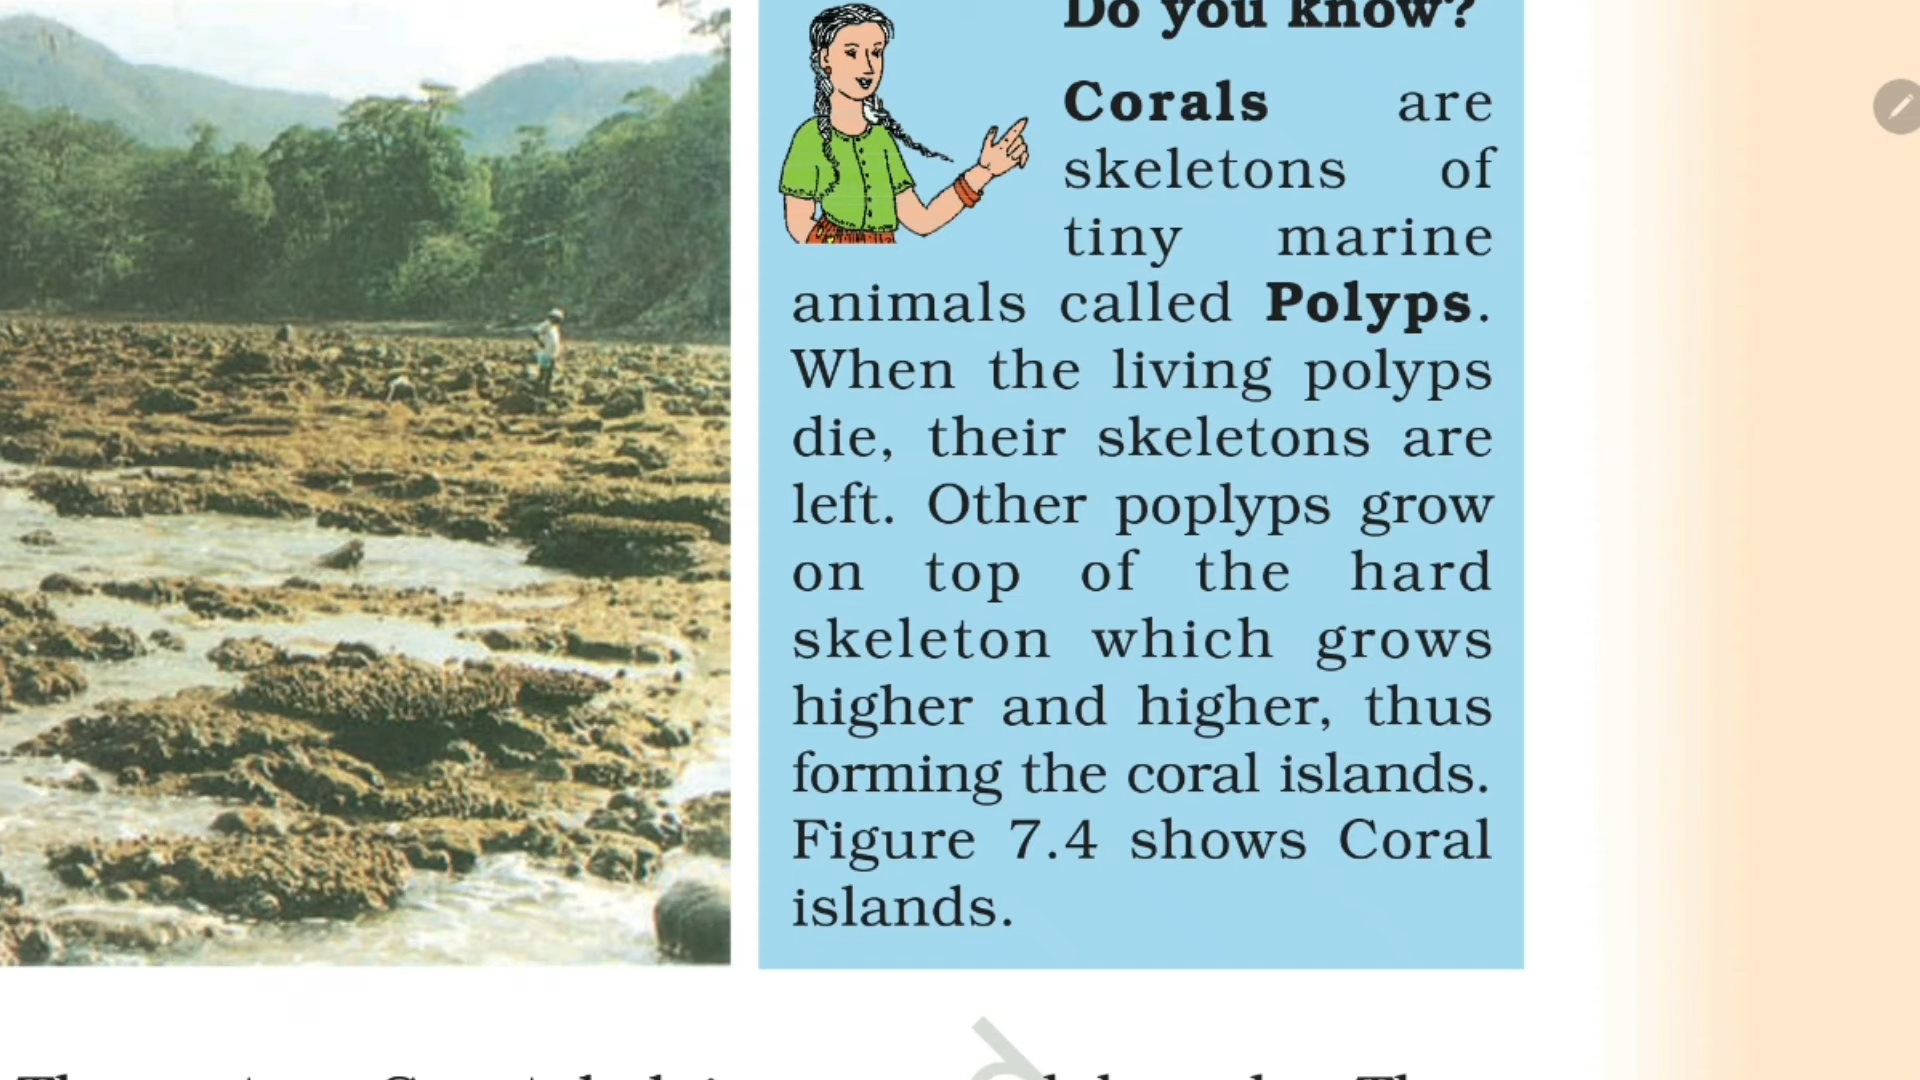 Do you know?
Corals are
skeletons of
tiny marine
animals called Polyps.
When the living polyps
die, their skeletons are
left. Other poplyps grow
on top of the hard
skeleton which grows
higher and higher, thus
forming the coral islands.
Figure 7.4 shows Coral
islands.